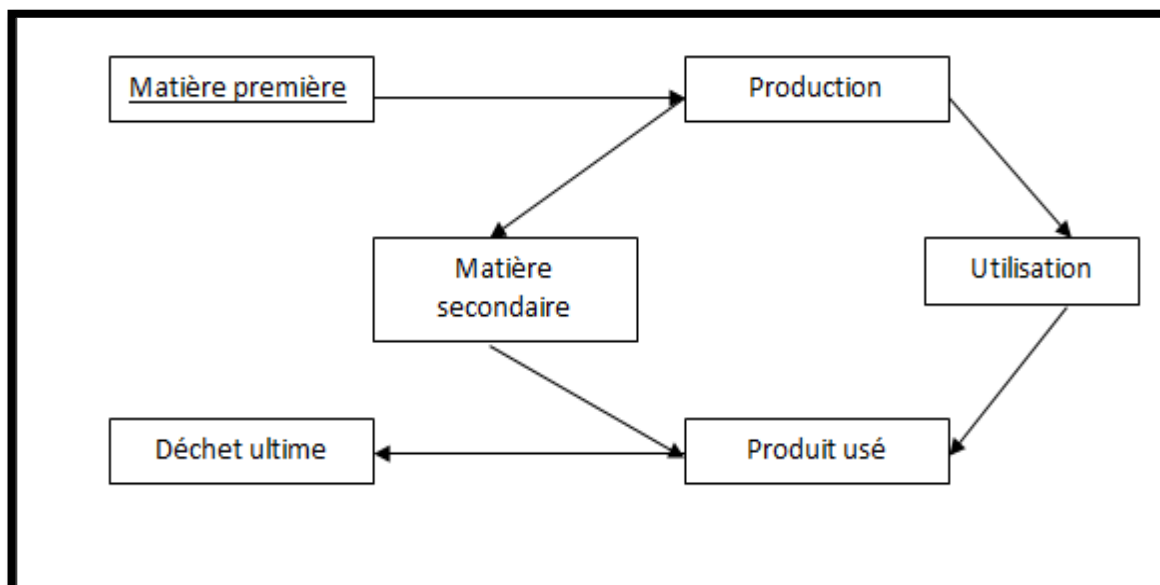 Matière première
Production
Matière
secondaire
Utilisation
Déchet ultime
Produit usé